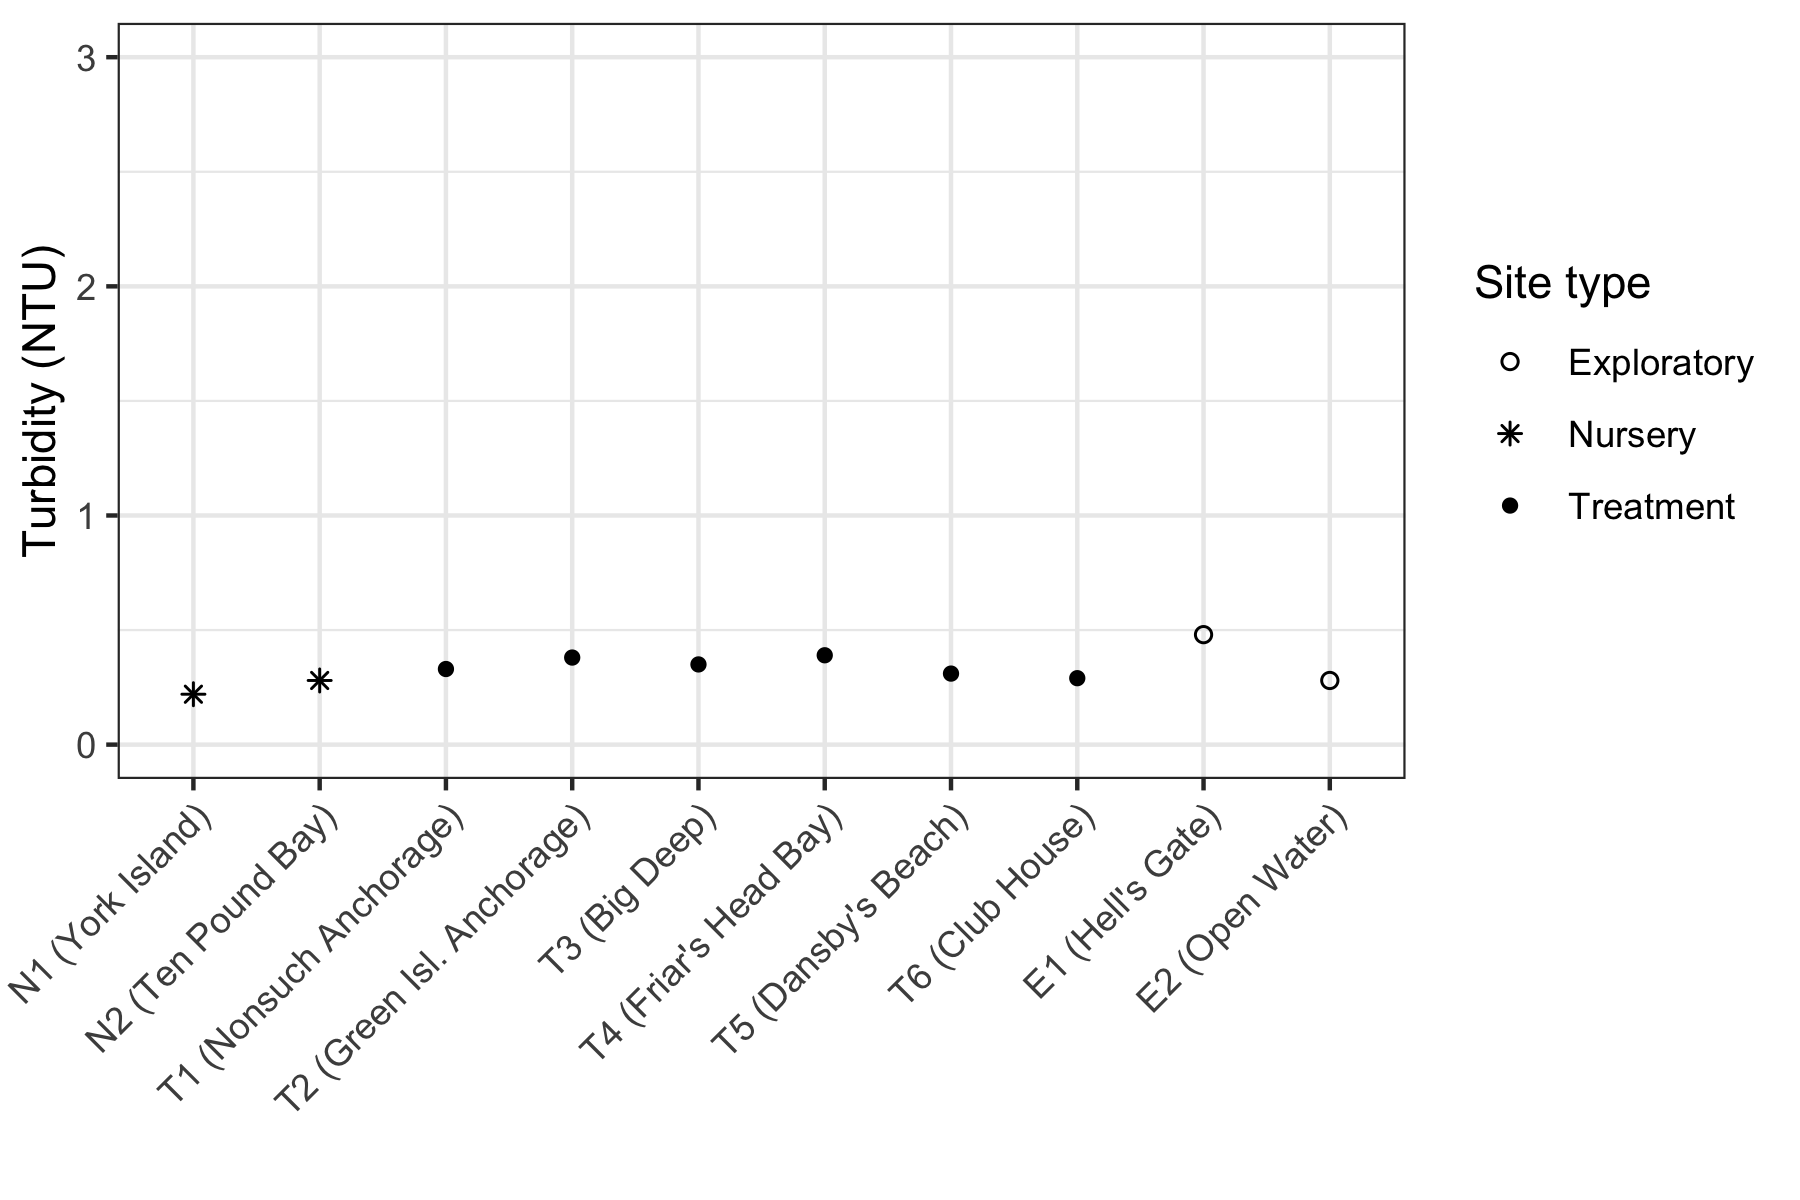 Turbidity (NTU)
3
2
1
0
N1 (York Island)
N2 (Ten Pound Bay)
T1 (Nonsuch Anchorage)
T2 (Green Isl. Anchorage)
T3 (Big Deep)
T4 (Friar's Head Bay)
T5 (Dansby's Beach)
T6 (Club House)
E1 (Hell's Gate)
E2 (Open Water)
Site type
Exploratory
Nursery
Treatment